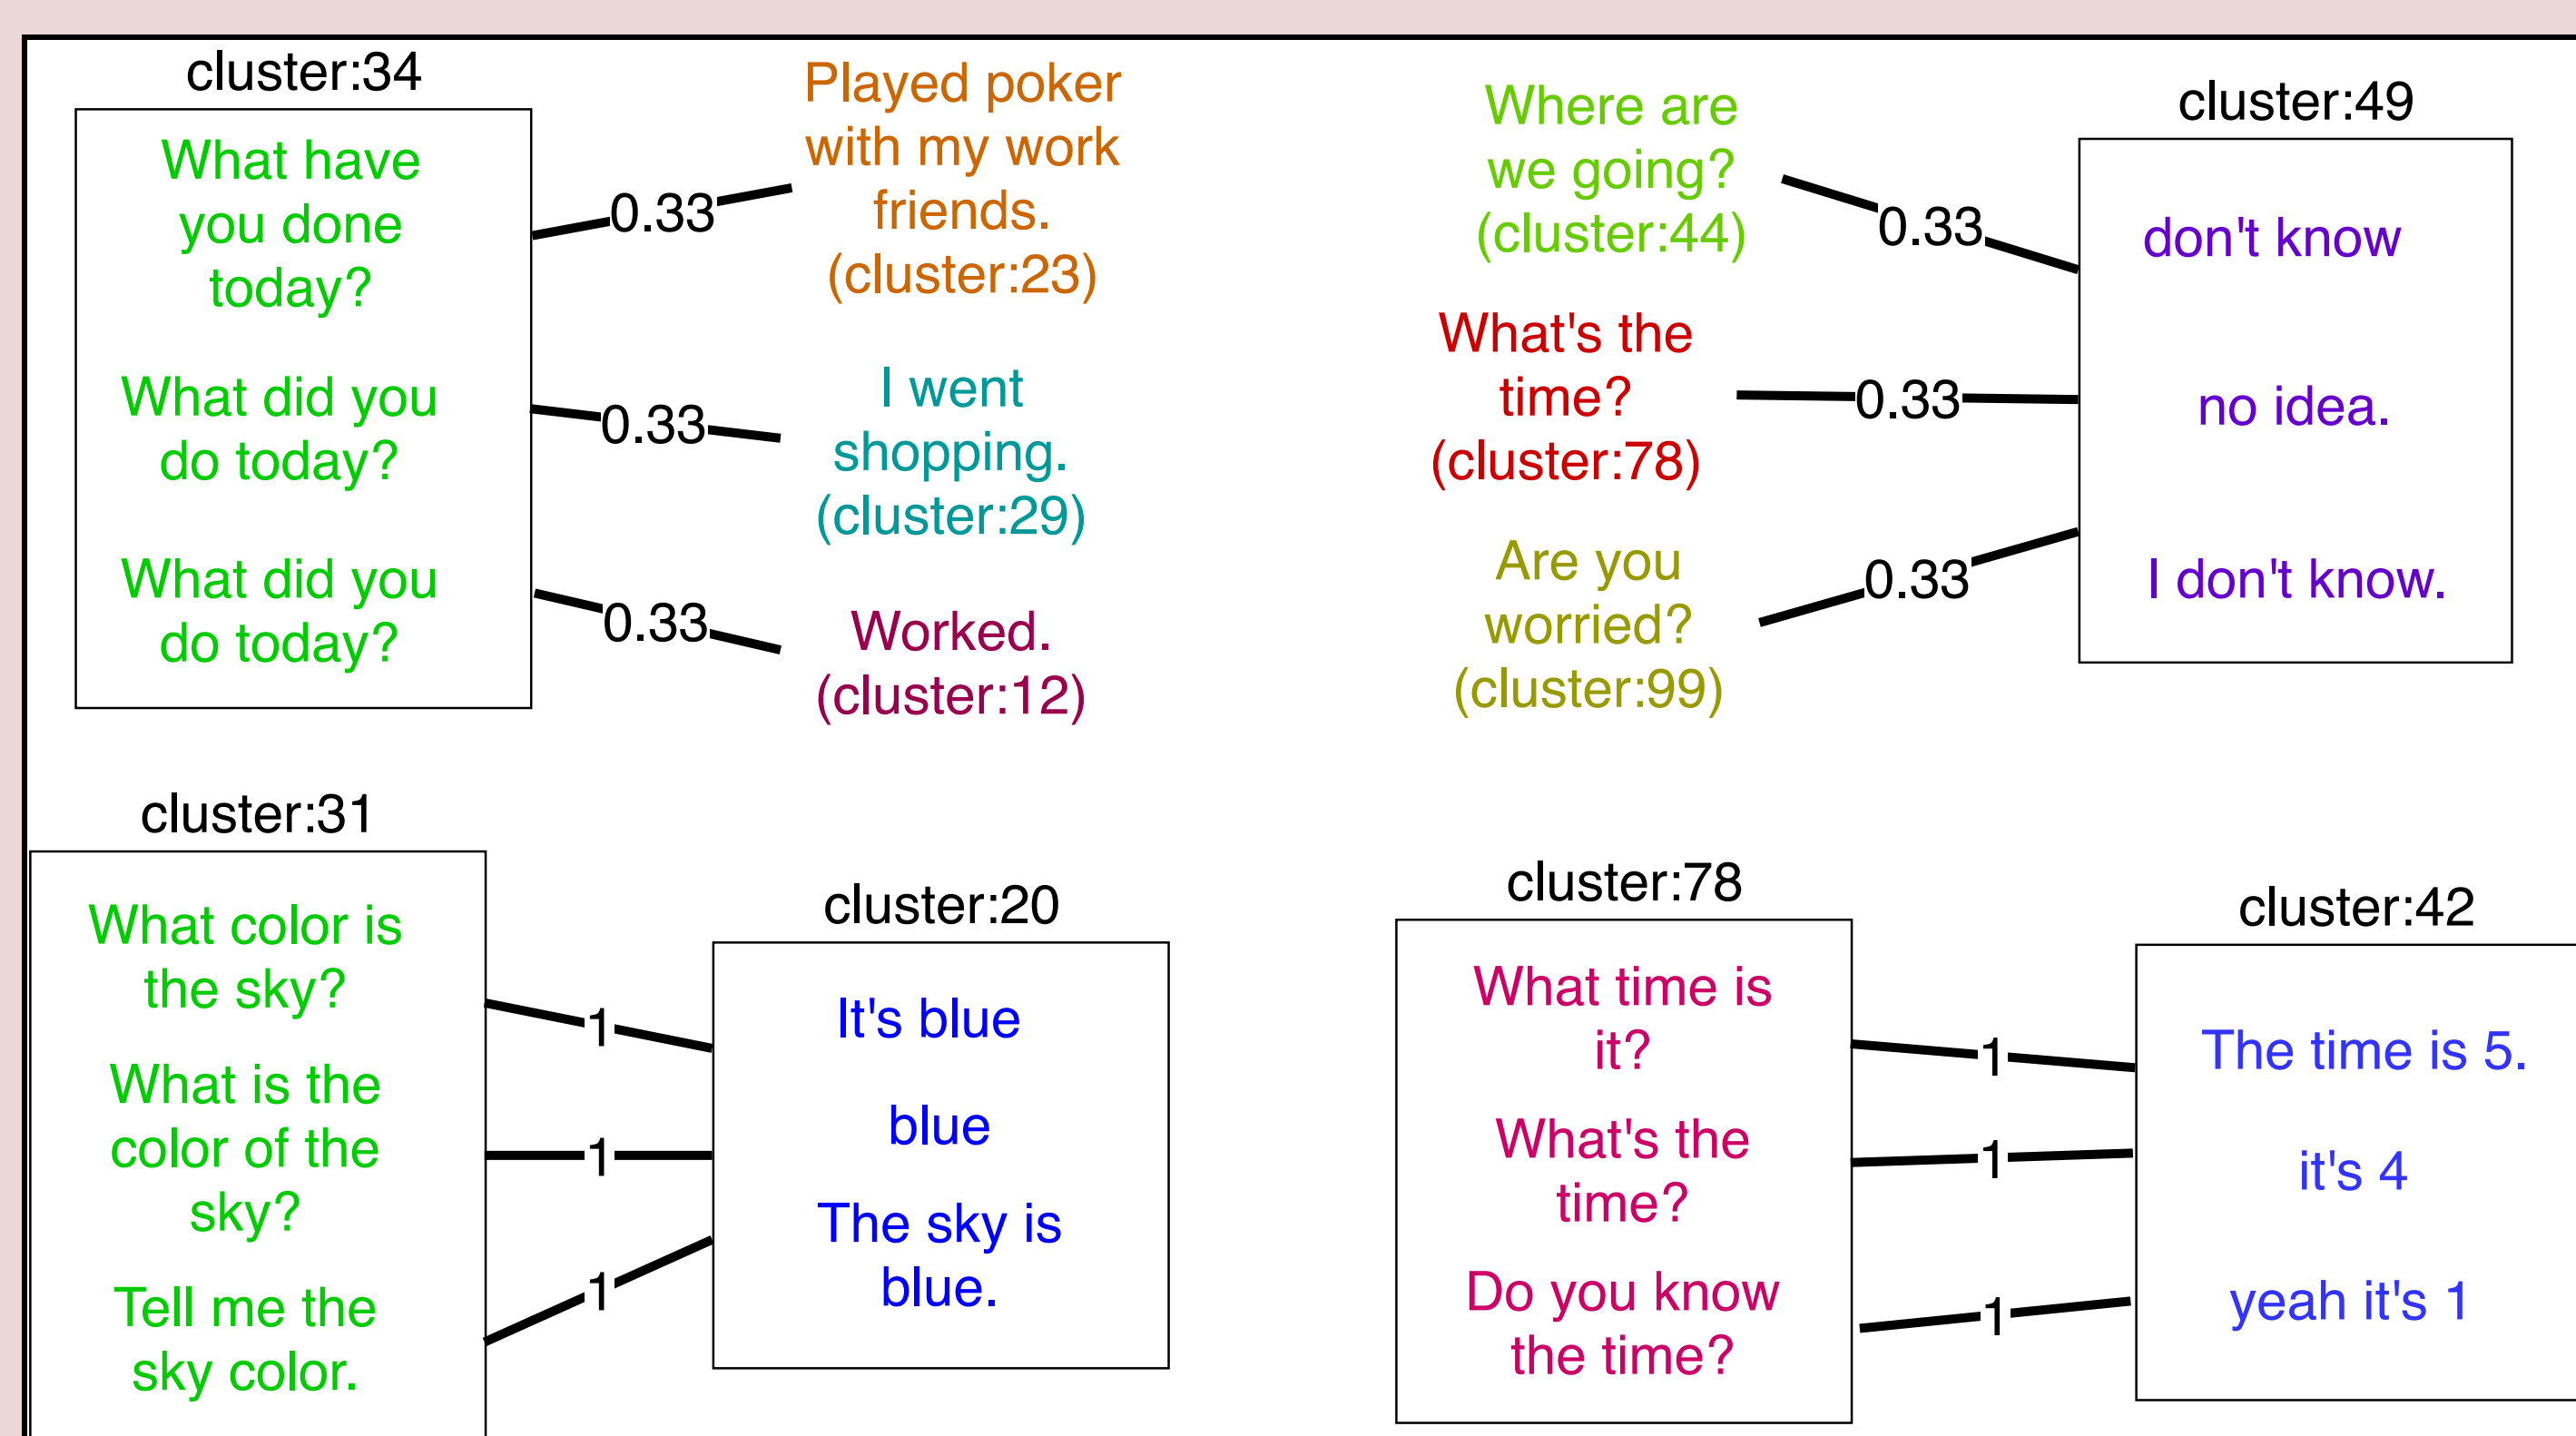 cluster:34
What have
you done
today?
What did you
do today?
What did you
do today?
0.33
0.33
0.33
Played poker
with my work
friends.
(cluster:23)
I went
shopping.
(cluster:29)
Worked.
(cluster:12)
Where are
we going?
(cluster:44)
What's the
time?
(cluster:78)
Are you
worried?
(cluster:99)
0.33
0.33
0.33
cluster:49
don't know
no idea.
I don't know.
cluster:31
What color is
the sky?
What is the
color of the
sky?
Tell me the
sky color.
1
1
1
cluster:20
It's blue
blue
The sky is
blue.
cluster:78
What time is
it?
What's the
time?
Do you know
the time?
1
1
1
cluster:42
The time is 5.
it's 4
yeah it's 1